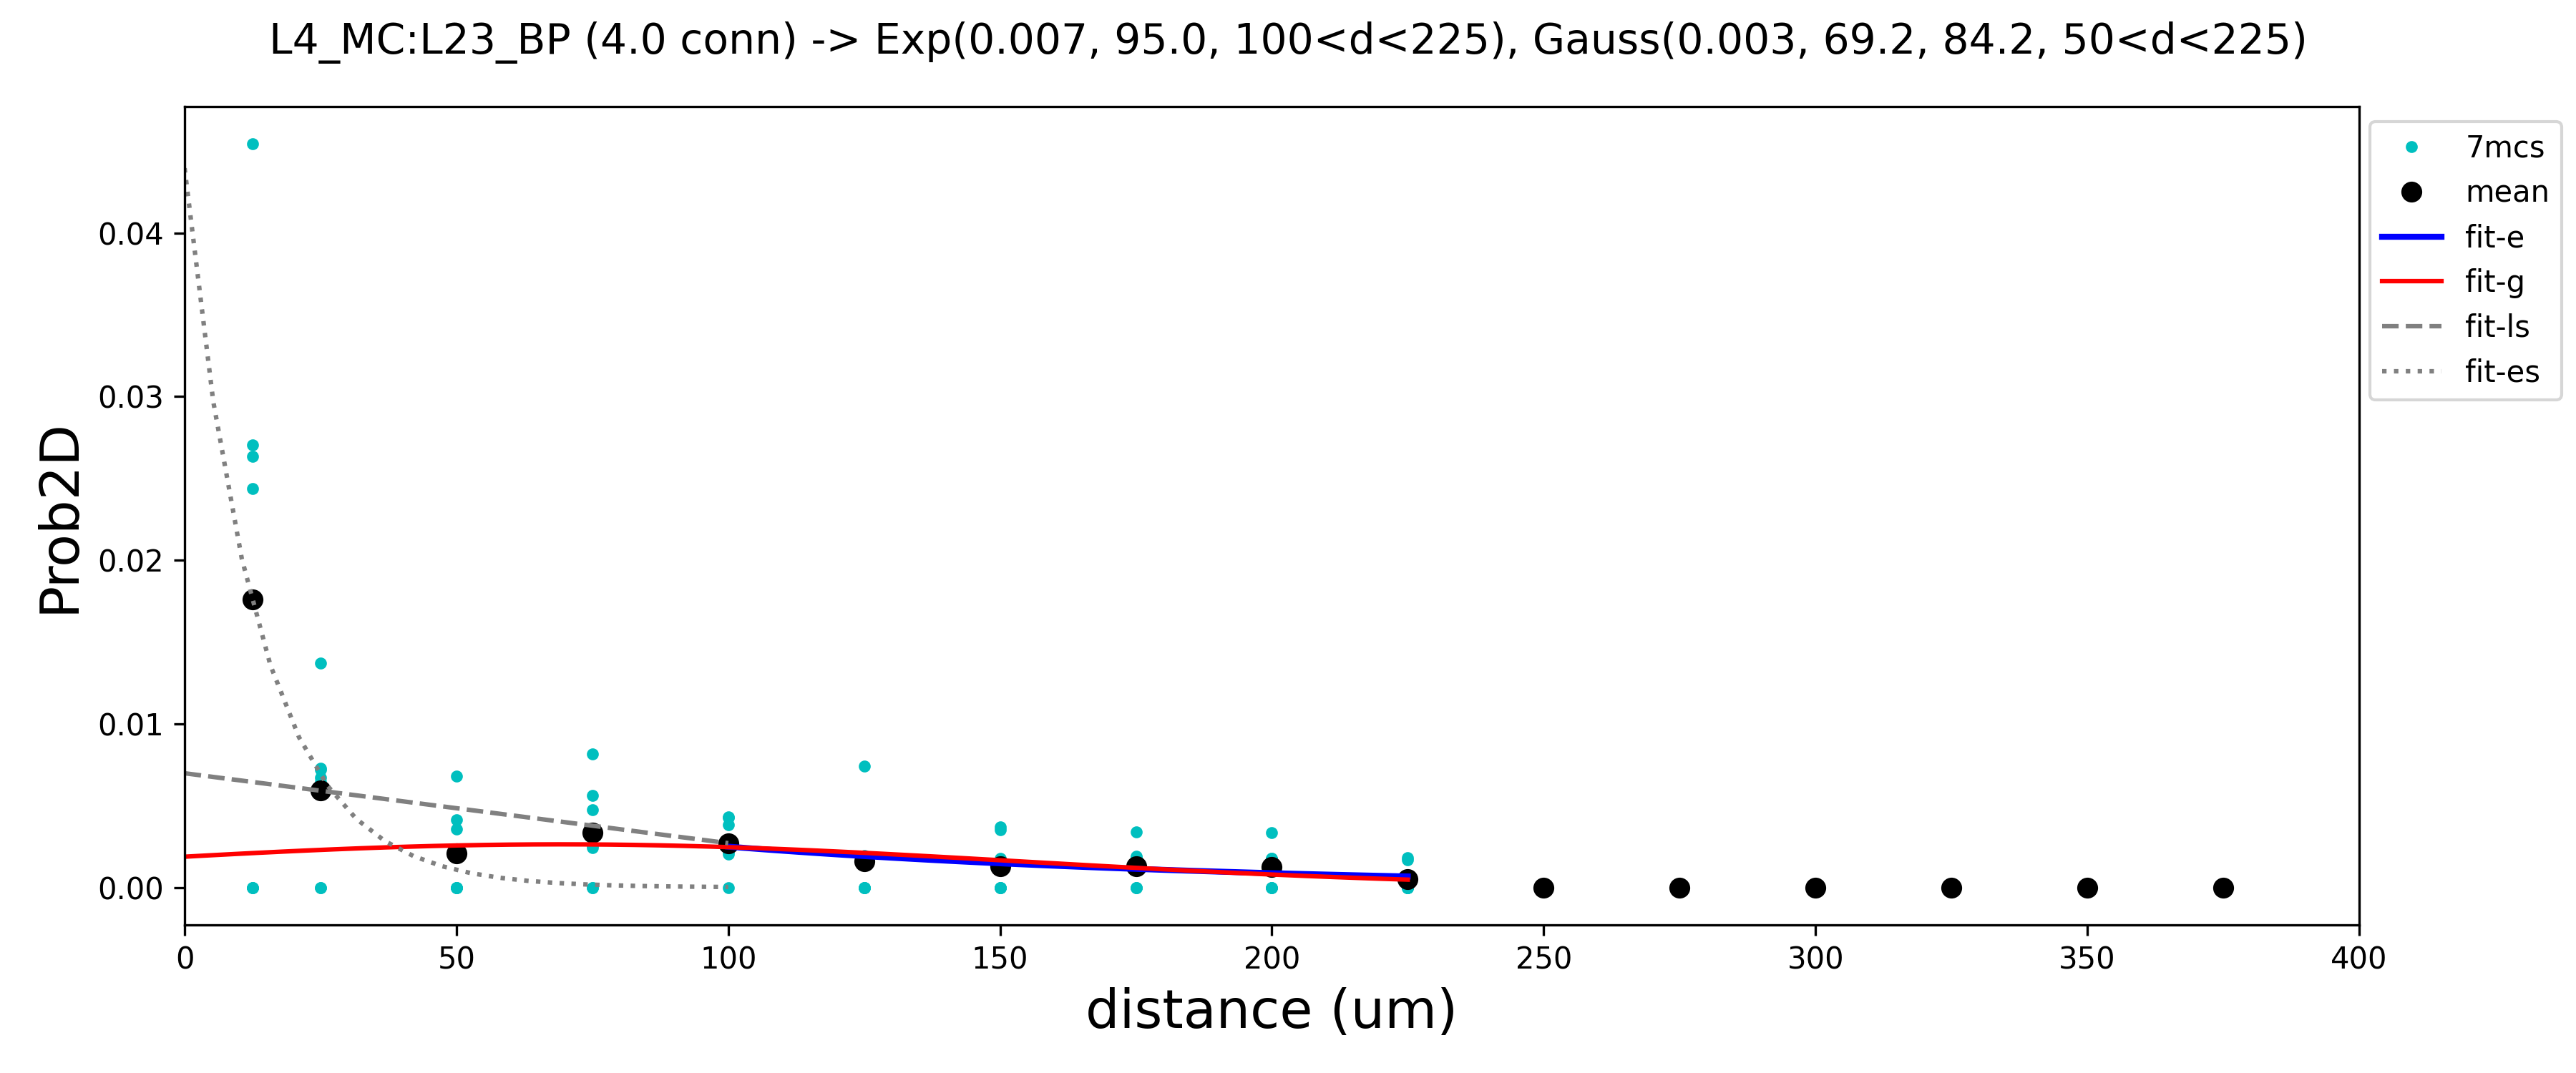 L4_MC:L23_BP (4.0 conn) -> Exp(0.007, 95.0, 100<d<225), Gauss(0.003, 69.2, 84.2, 50<d<225)
7mcs
mean
fit-e
fit-g
fit-ls
fit-es
Prob2D
0.04
0.03
0.02
0.01
0.00
0 50 100 150 200 250 300 350 400
distance (um)